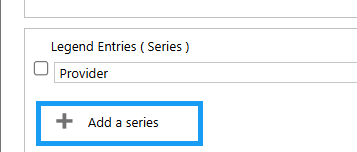 Legend Entries ( Series )
Provider
Add a series